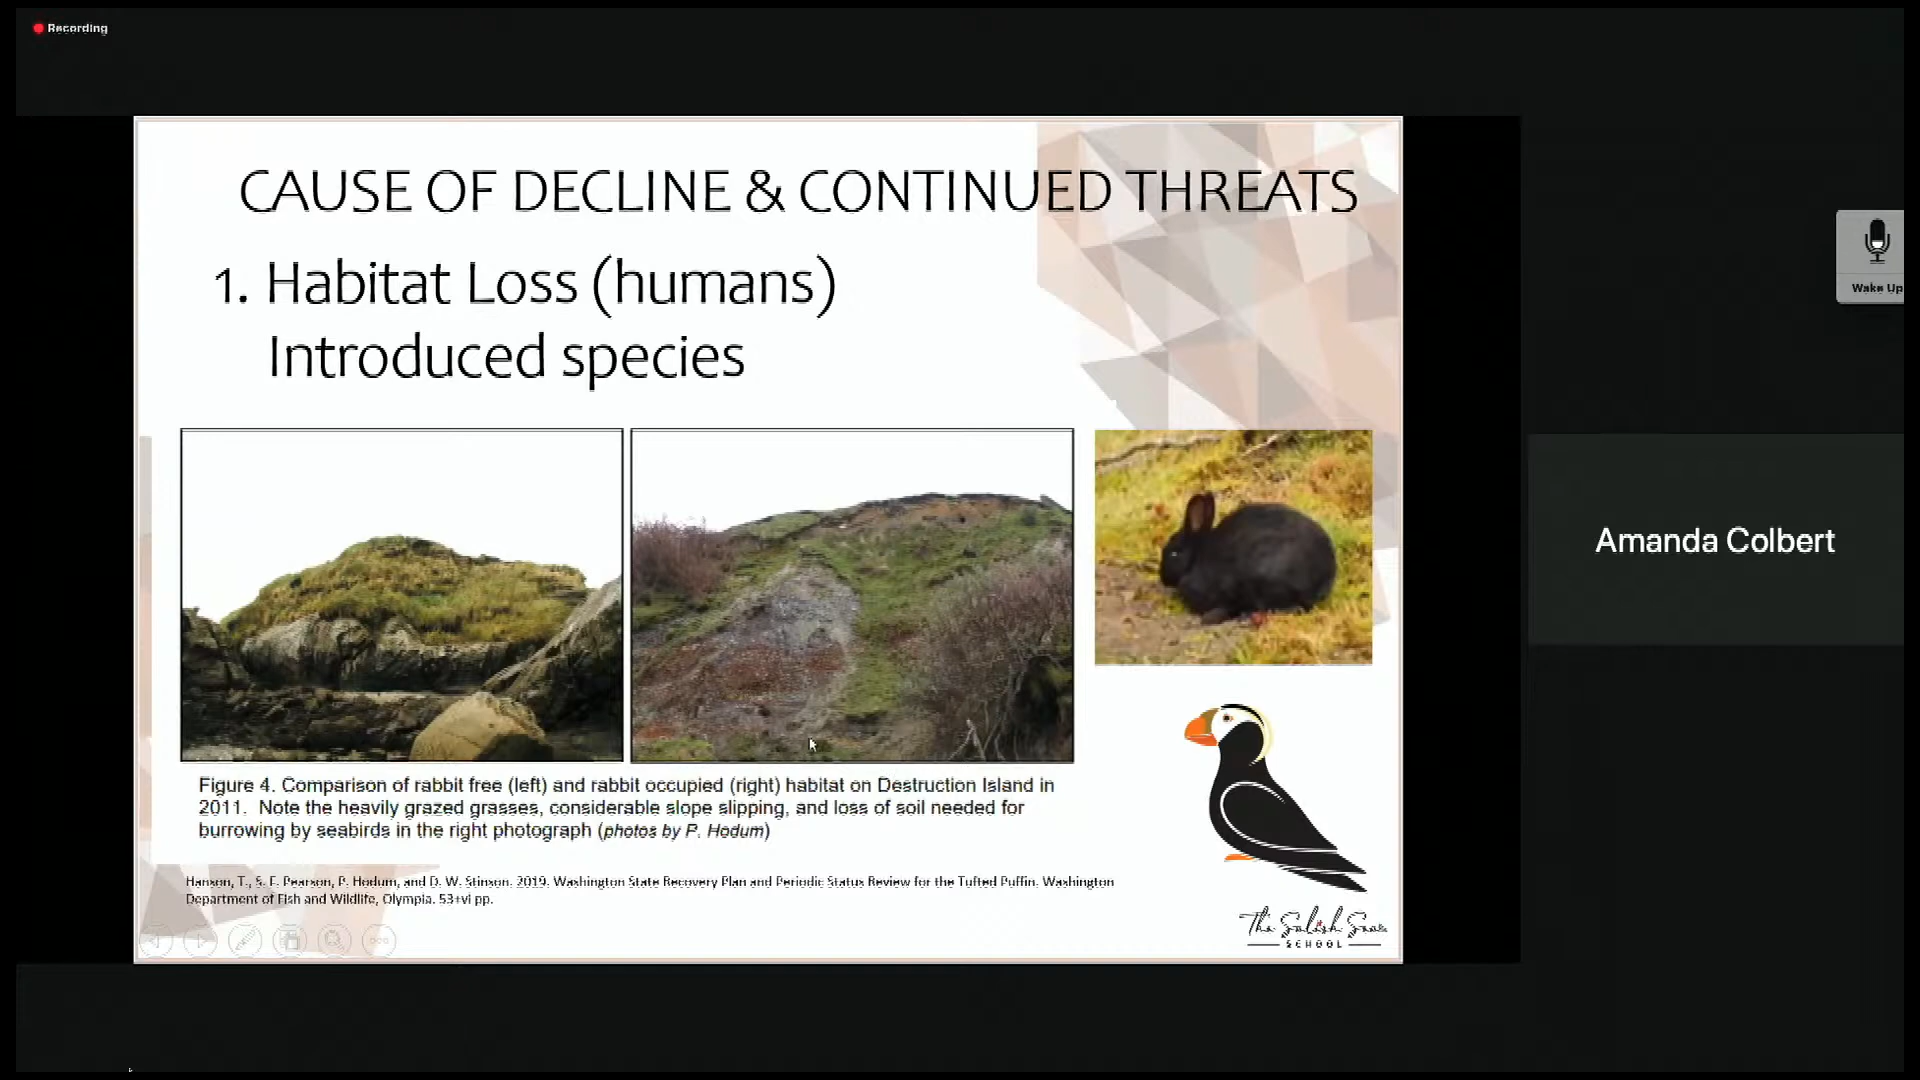 Recording
CAUSE OF DECLINE & CONTINUED THREATS
1. Habitat Loss (humans)
Introduced species
Figure 4. Comparison of rabbit free (left) and rabbit occupied (right) habitat on Destruction Island in
2011. Note the heavily grazed grasses, considerable slope slipping, and loss of soil needed for
burrowing by seabirds in the right photograph (photos by P. Hodum)
Hanson, T., S. F. Pearson, P. Hodum, and D. W. Stinson. 2019. Washington State Recovery Plan and Periodic Status Review for the Tufted Puffin. Washington
Department of Fish and Wildlife, Olympia. 53+vi pp.
The Salish Sea
SCHOOL
Wake Up
Amanda Colbert